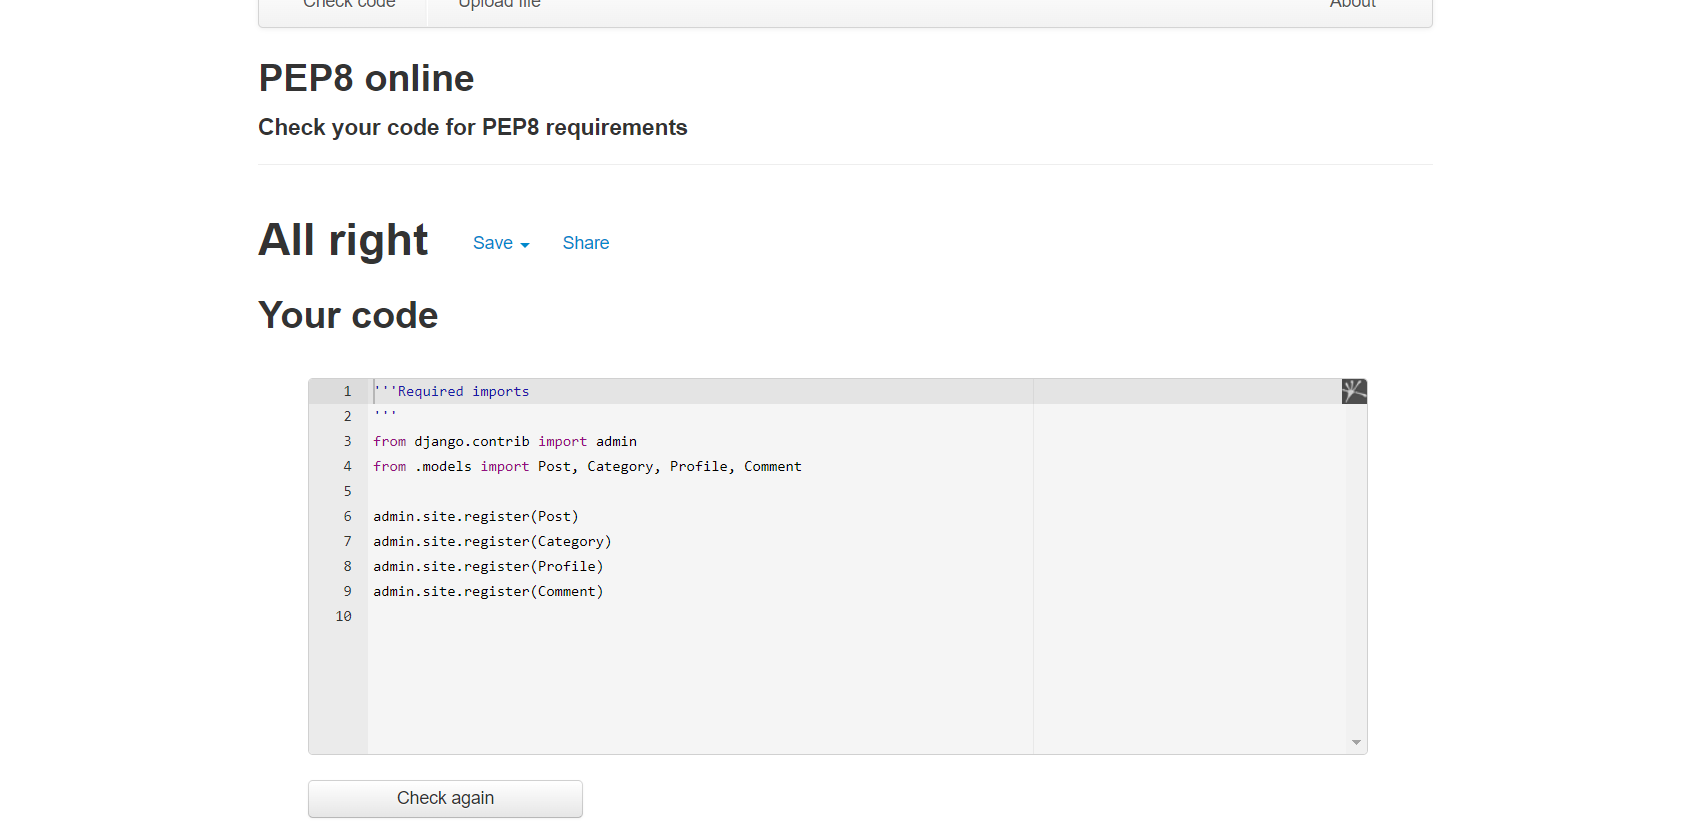 Check code Upload file About
PEP8 online
Check your code for PEP8 requirements
All right Save Share
Your code
1 '''Required imports
2 '''
3 from django.contrib import admin
4 from .models import Post, Category, Profile, Comment
5
6 admin.site.register(Post)
7 admin.site.register(Category)
8 admin.site.register(Profile)
9 admin.site.register(Comment)
10
Check again